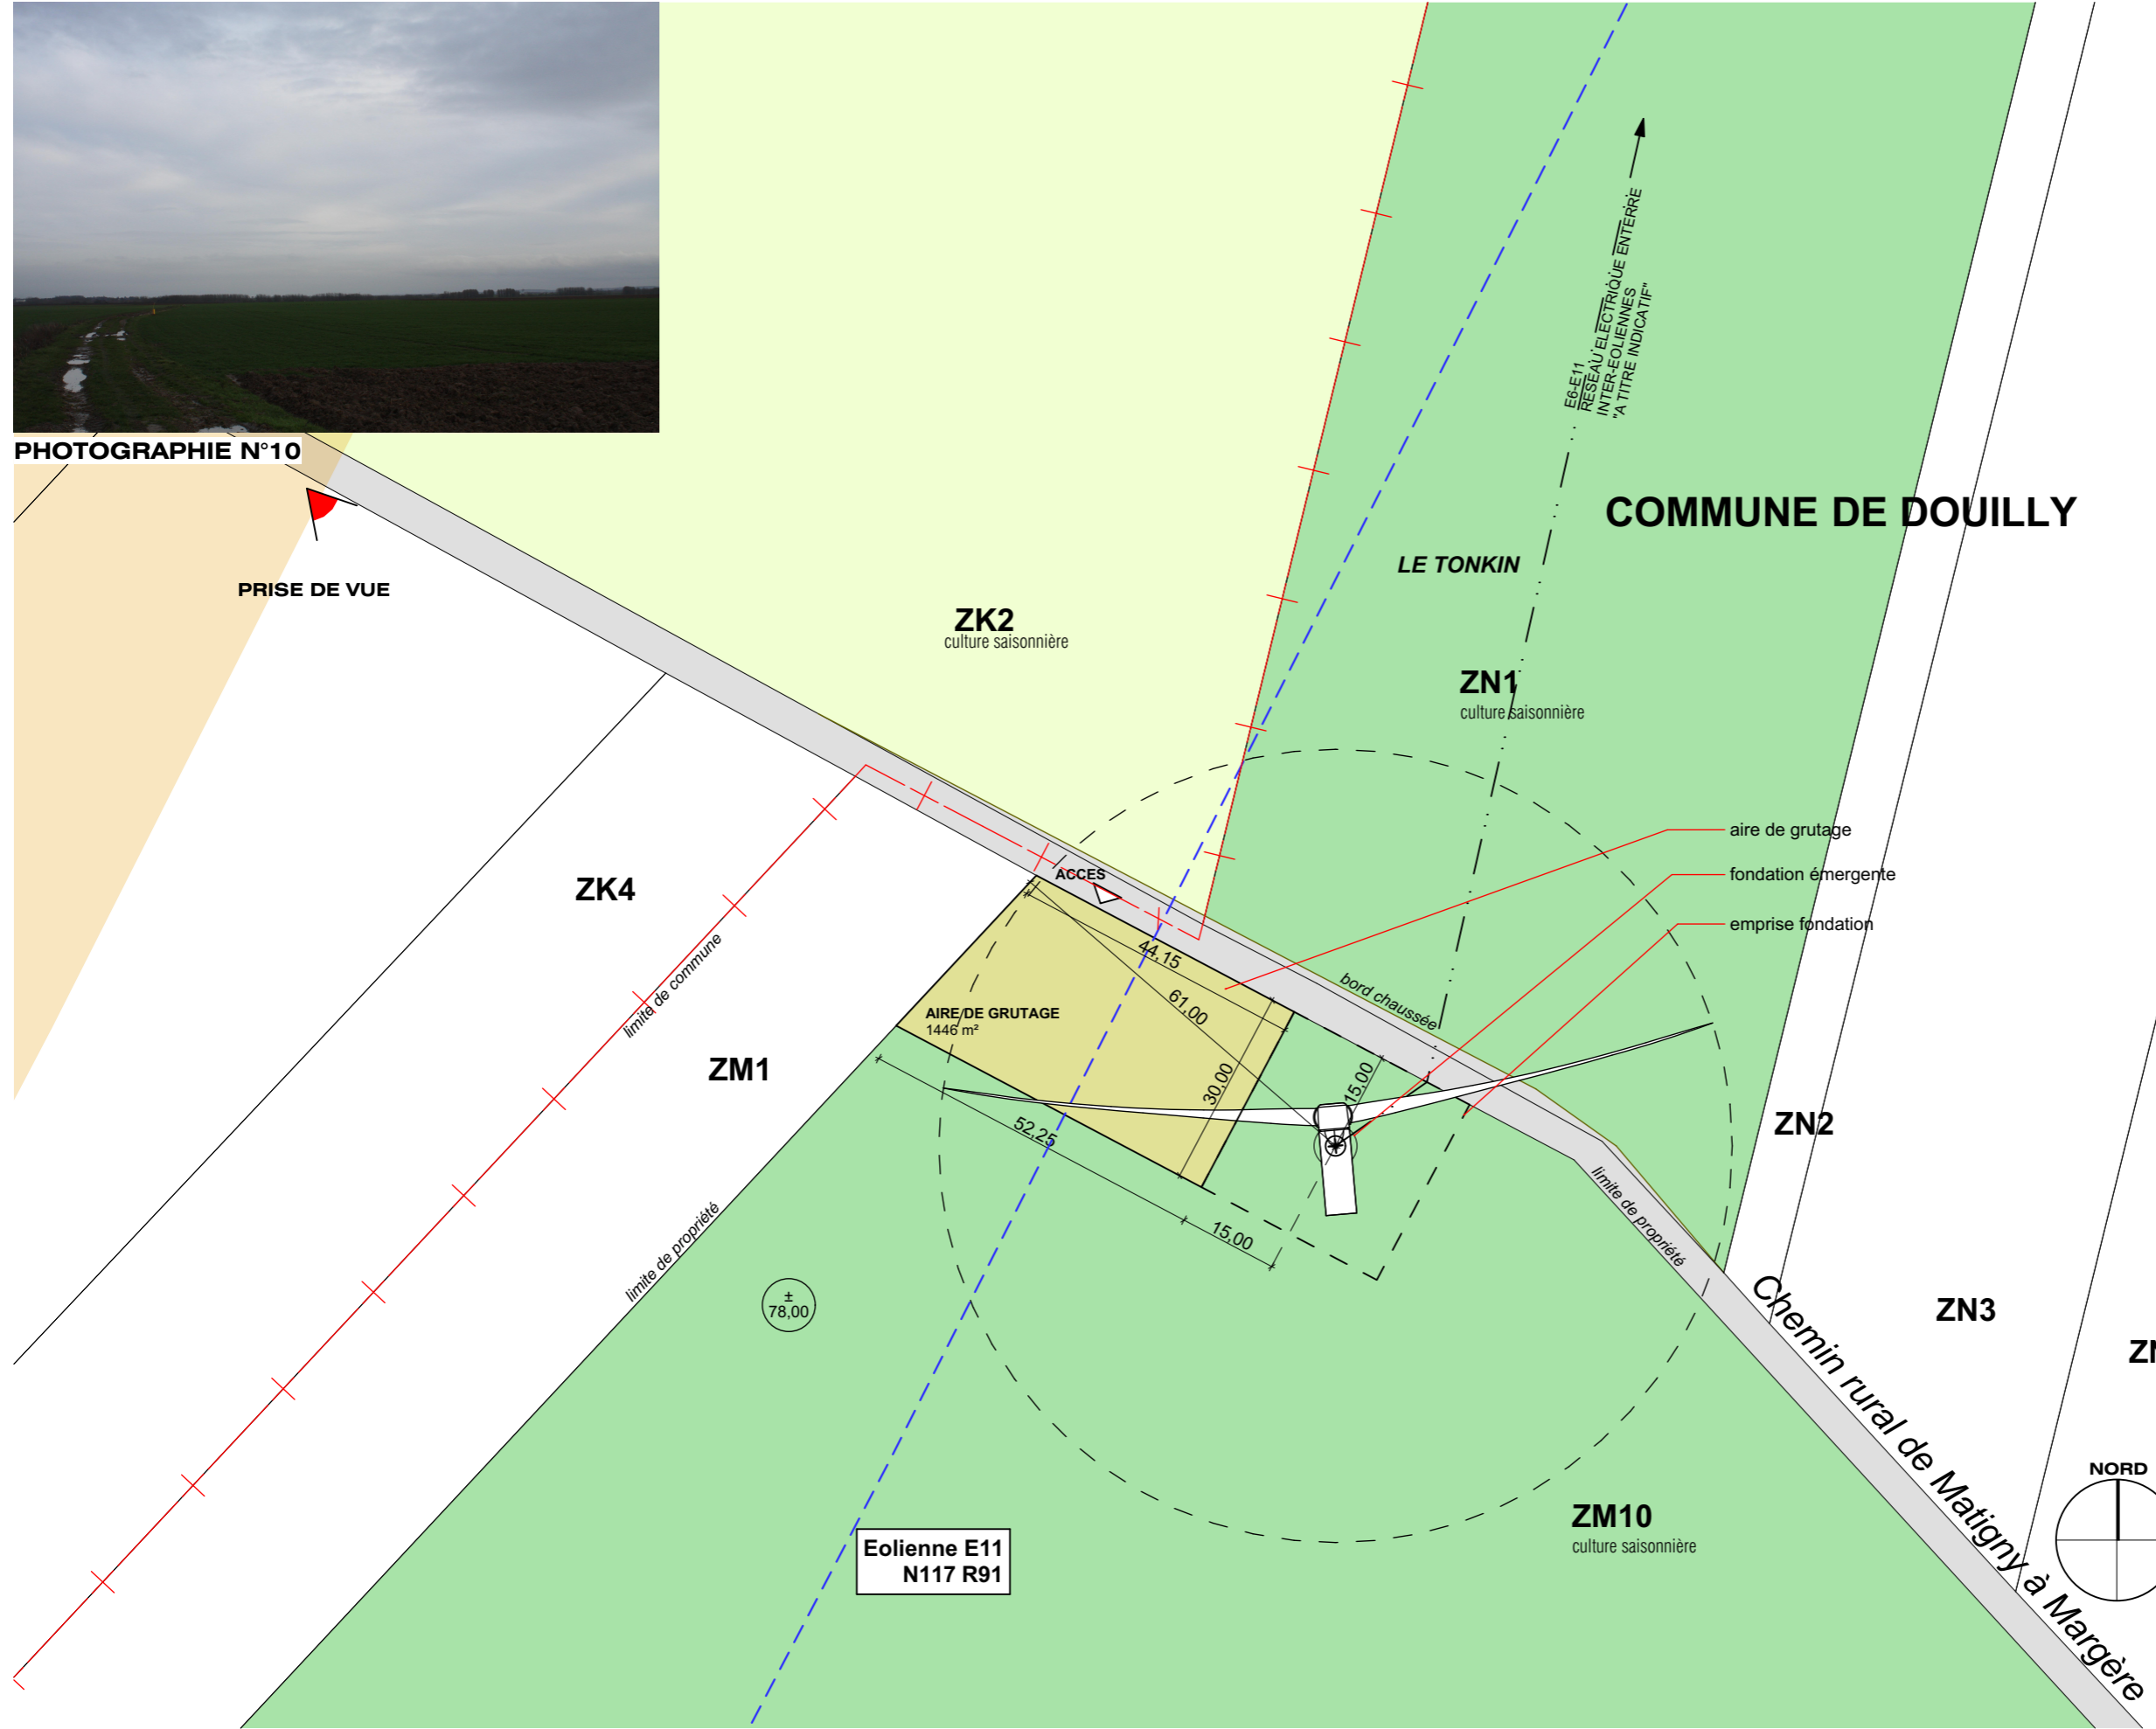 PHOTOGRAPHIE N°10
PRISE DE VUE
E6-E11
RESEAU ELECTRIQUE ENTERRE
INTER-EOLIENNES
"A TITRE INDICATIF"
COMMUNE DE DOUILLY
LE TONKIN
ZK2
culture saisonnière
ZN1
culture saisonnière
aire de grutage
fondation émergente
emprise fondation
ACCES
ZK4
limite de commune
44,15
61,00
bord chaussée
AIRE DE GRUTAGE
1446 m²
ZM1
30,00
15,00
52,25
15,00
ZN2
limite de propriété
limite de propriété
±
78,00
ZN3
Chemin rural de Matigny à Margère
NORD
ZM10
culture saisonnière
Eolienne E11
N117 R91